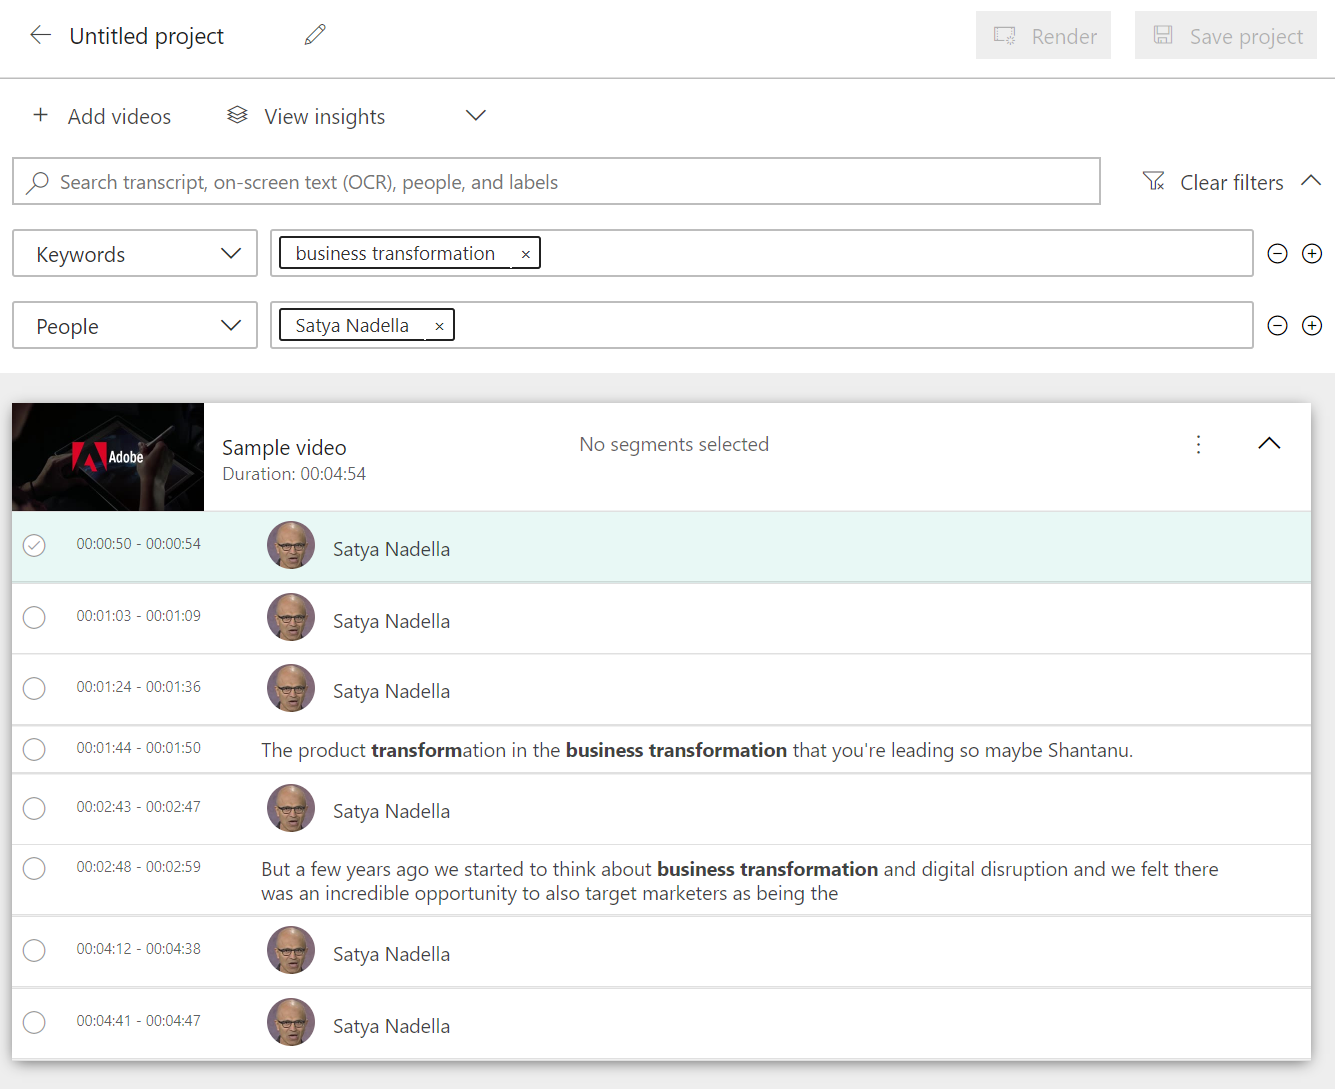 Untitled project
Render
Save project
Add videos
View insights
Search transcript, on-screen text (OCR), people, and labels
Clear filters
Keywords
business transformation ×
People
Satya Nadella ×
Adobe
Sample video
Duration: 00:04:54
No segments selected
00:00:50 - 00:00:54 Satya Nadella
00:01:03 - 00:01:09 Satya Nadella
00:01:24 - 00:01:36 Satya Nadella
00:01:44 - 00:01:50 The product transformation in the business transformation that you're leading so maybe Shantanu.
00:02:43 - 00:02:47 Satya Nadella
00:02:48 - 00:02:59 But a few years ago we started to think about business transformation and digital disruption and we felt there
was an incredible opportunity to also target marketers as being the
00:04:12 - 00:04:38 Satya Nadella
00:04:41 - 00:04:47 Satya Nadella